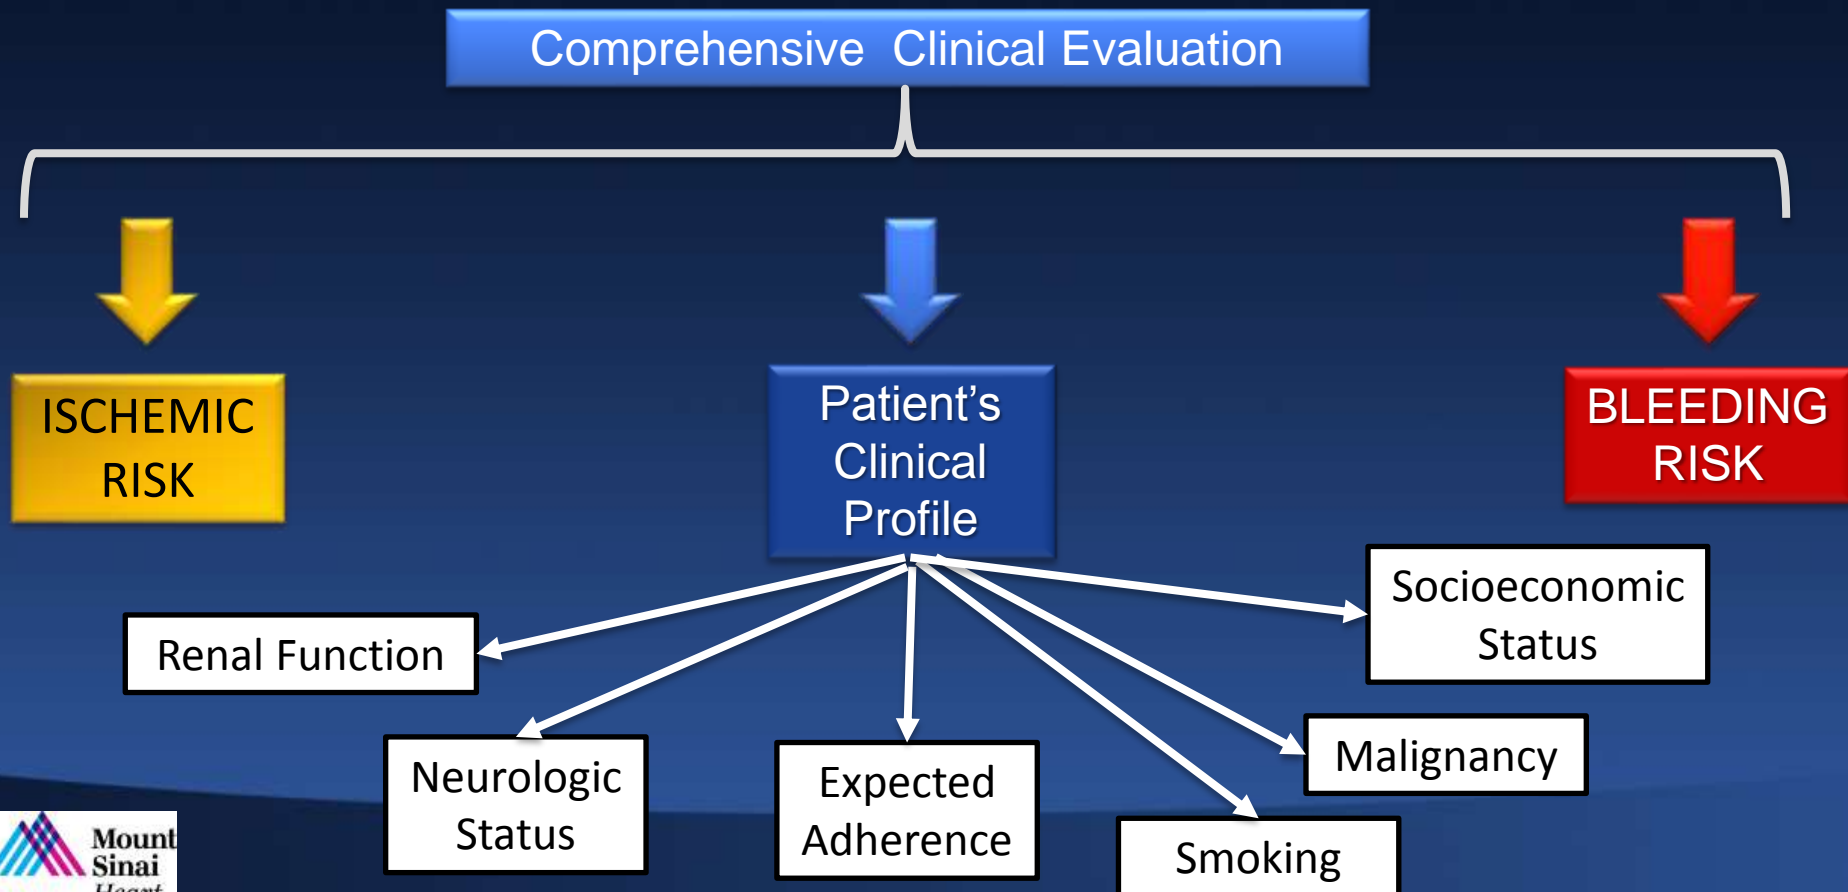 Comprehensive Clinical Evaluation
ISCHEMIC
RISK
Patient's
Clinical
Profile
BLEEDING
RISK
Socioeconomic
Status
Renal Function
Malignancy
Neurologic
Status
Expected
Adherence
Smoking
Mount
Sinai
Heart